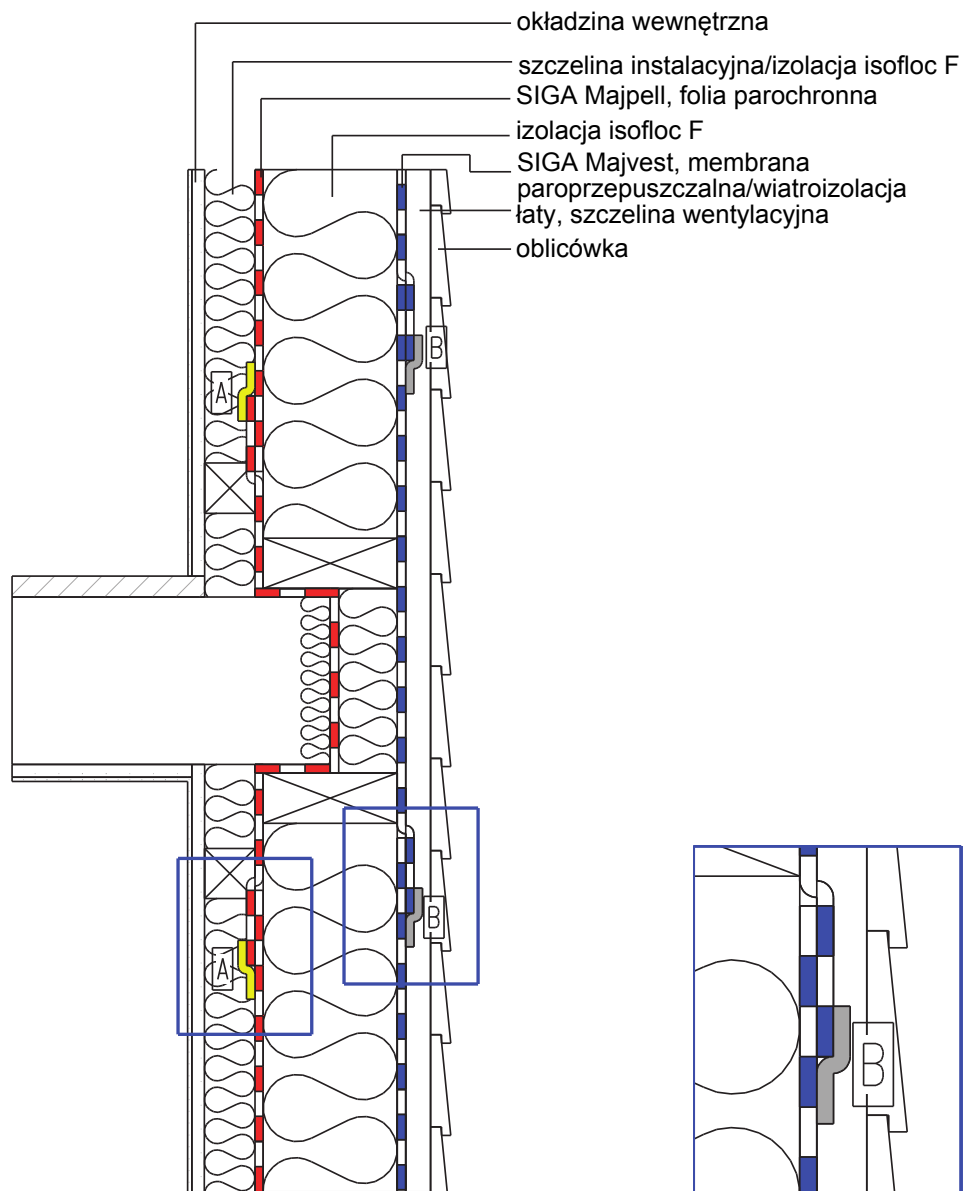 okładzina wewnętrzna
szczelina instalacyjna/izolacja isofloc F
SIGA Majpell, folia parochronna
izolacja isofloc F
SIGA Majvest, membrana
paroprzepuszczalna/wiatroizolacja
łaty, szczelina wentylacyjna
oblicówka
B
A
B
A
B